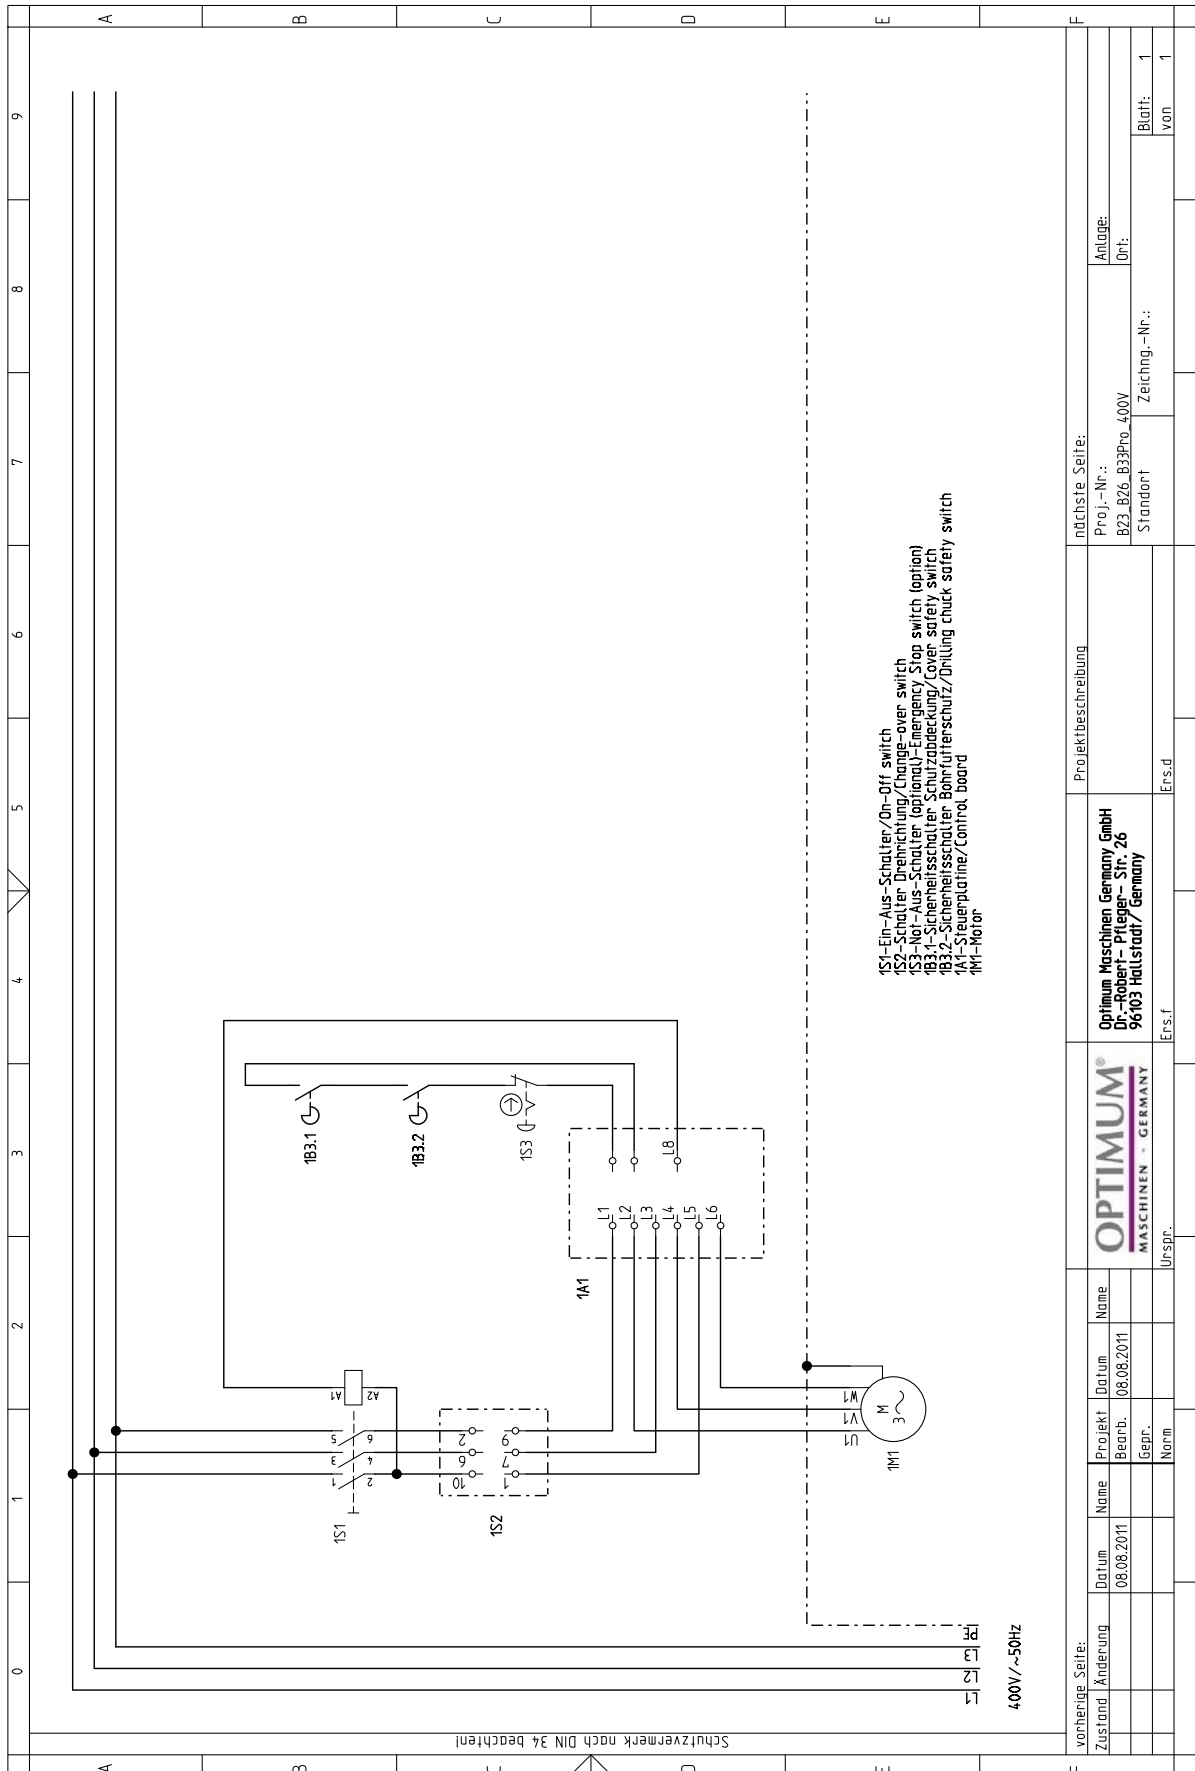 0 1 2 3 4 5 6 7 8 9
A
B
C
D
E
F
A
B
C
D
E
F
Schutzvermerk nach DIN 34 beachten!
L1
L2
L3
PE
400V/~50Hz
1S1
1 3 5
2 4 6
A1
A2
1S2
10 6 2
1 7 9
1A1
L1
L2
L3
L4
L5
L6
L8
1B3.1
1B3.2
1S3
1M1
U1
V1
W1
M
3
1S1-Ein-Aus-Schalter/On-Off switch
1S2-Schalter Drehrichtung/Change-over switch
1S3-Not-Aus-Schalter (optional)-Emergency Stop switch (option)
1B3.1-Sicherheitsschalter Schutzabdeckung/Cover safety switch
1B3.2-Sicherheitsschalter Bohrfutterschutz/Drilling chuck safety switch
1A1-Steuerplatine/Control board
1M1-Motor
vorherige Seite:
Zustand Änderung Datum Name
08.08.2011
Projekt Datum Name
Bearb. 08.08.2011
Gepr.
Norm
OPTIMUM®
MASCHINEN - GERMANY
Urspr.
Optimum Maschinen Germany GmbH
Dr.-Robert- Pfleger- Str. 26
96103 Hallstadt/ Germany
Ers.f
Ers.d
Projektbeschreibung
nächste Seite:
Proj.-Nr.:
B23_B26_B33Pro_400V
Standort
Zeichng.-Nr.:
Anlage:
Ort:
Blatt: 1
von 1